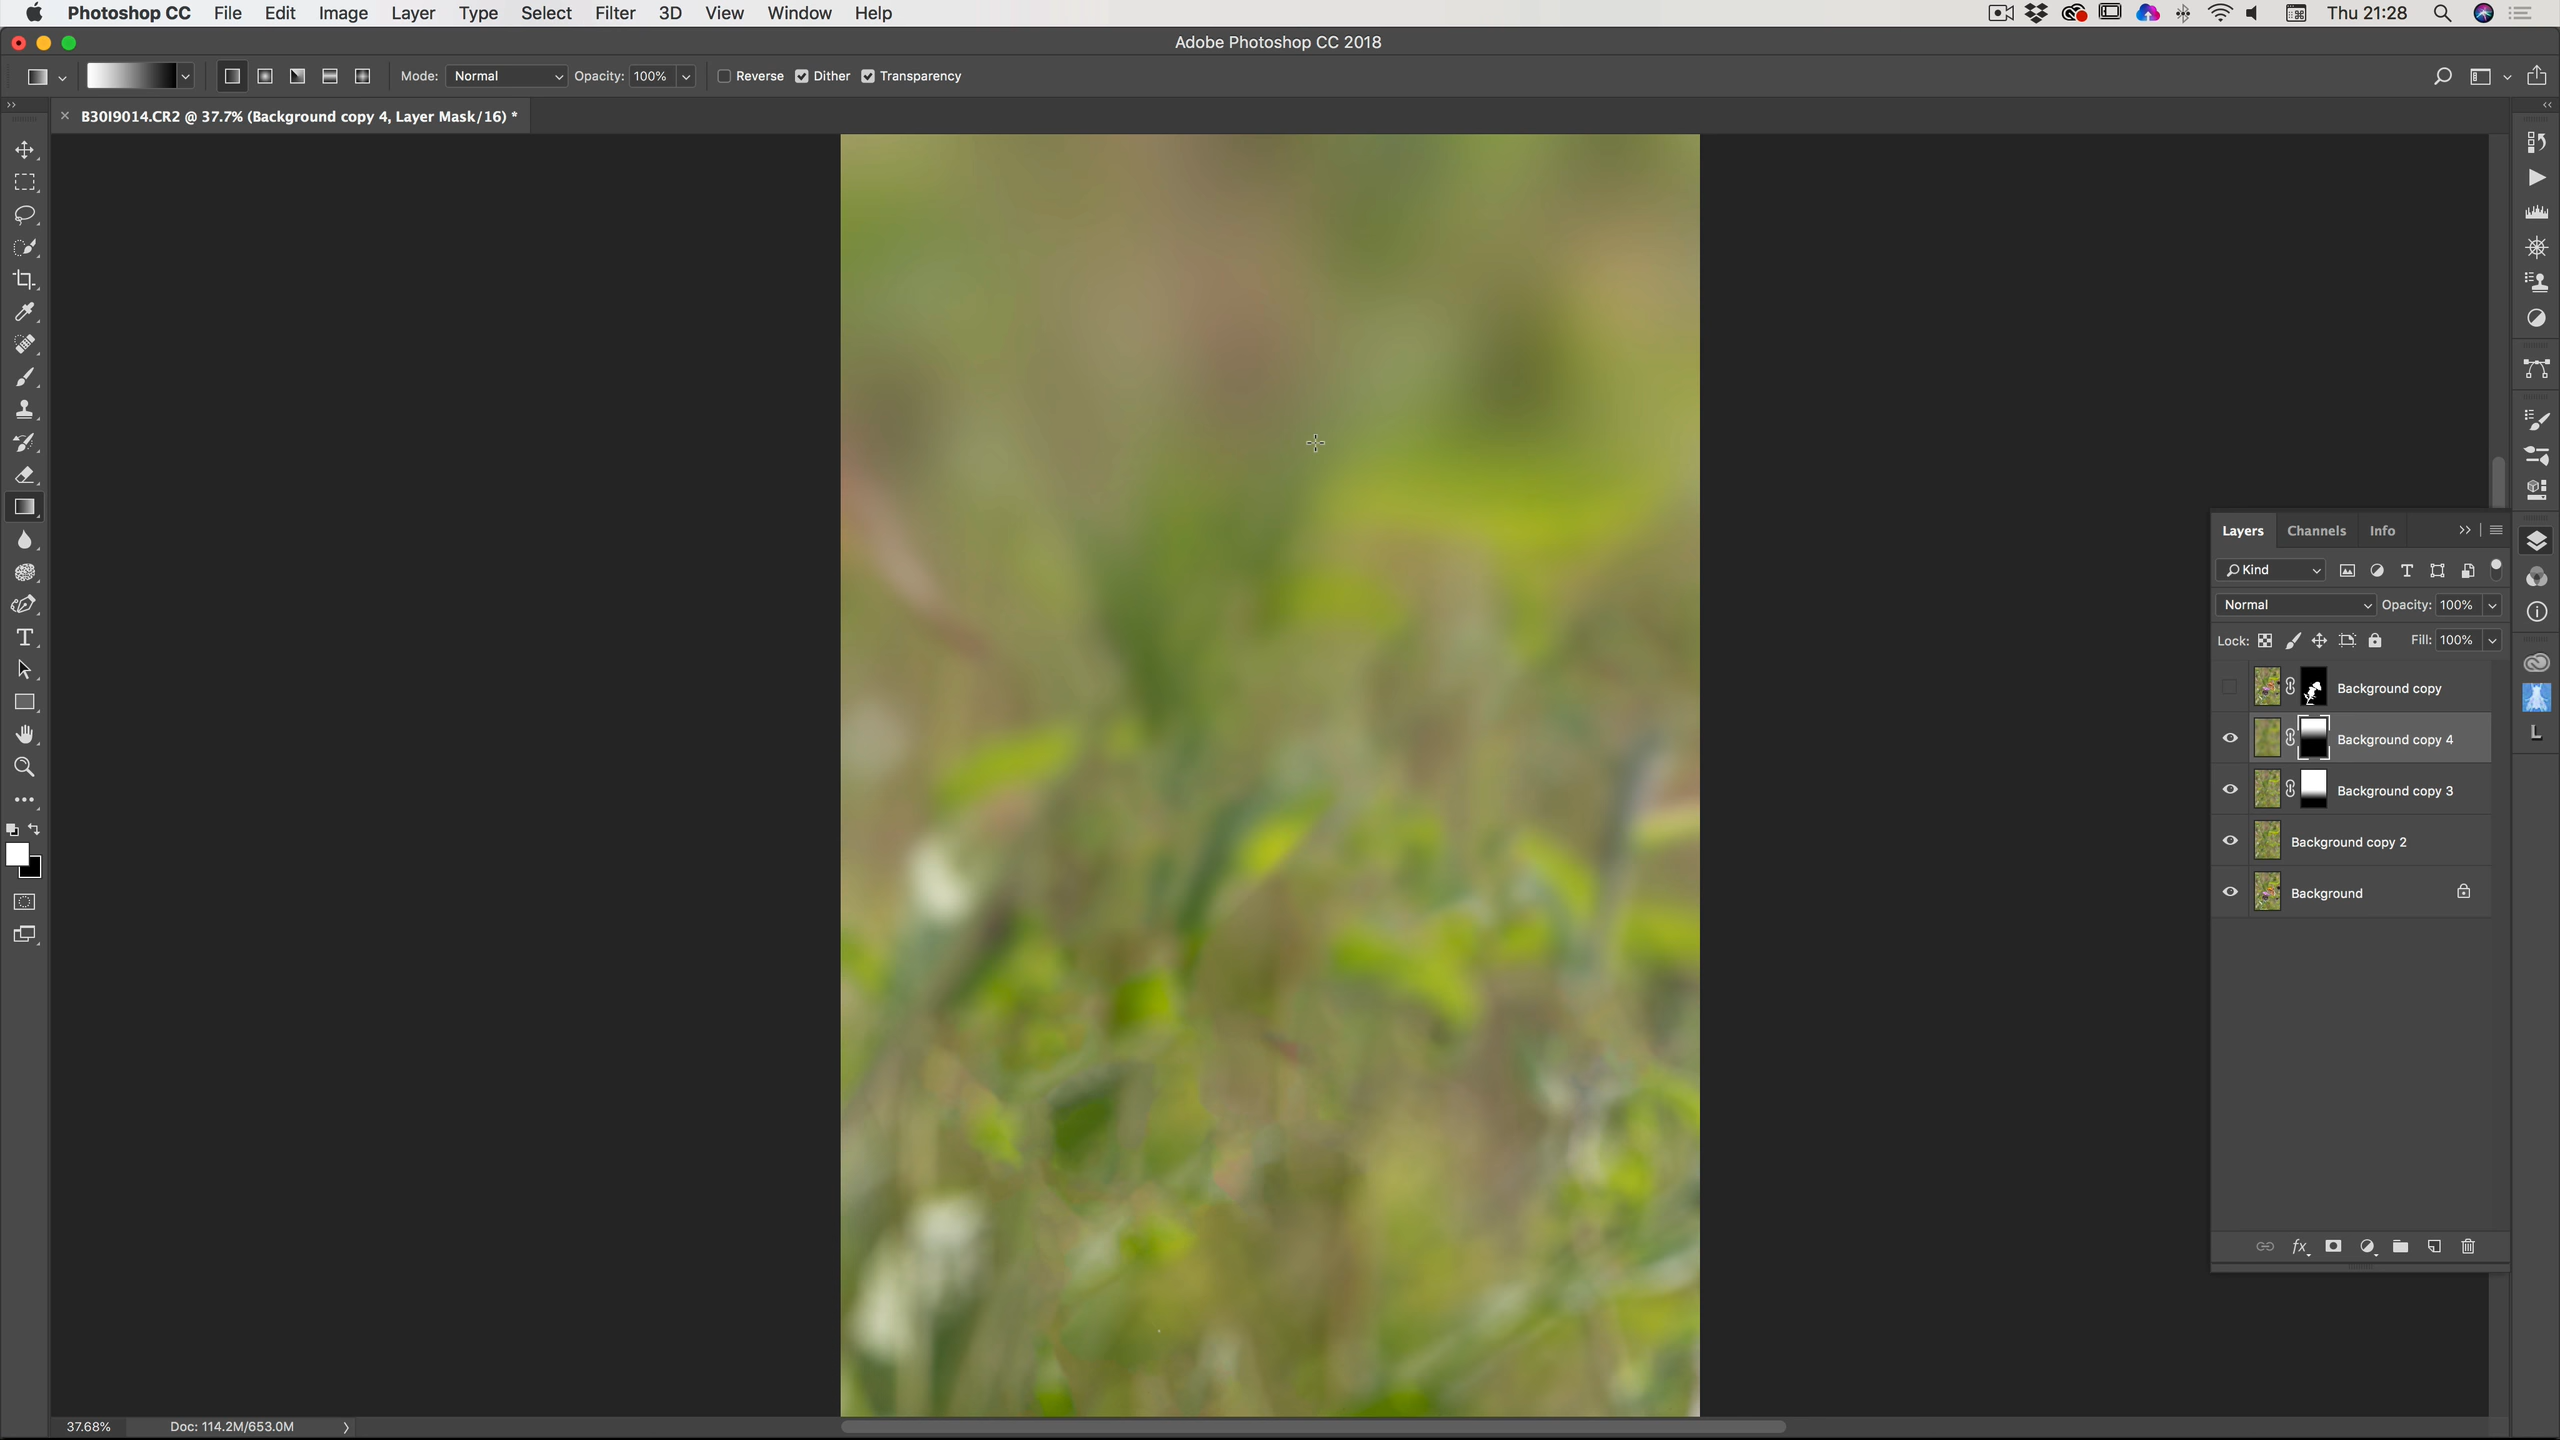 Photoshop CC File Edit Image Layer Type Select Filter 3D View Window Help Thu 21:28
Adobe Photoshop CC 2018
Mode: Normal Opacity: 100% Reverse Dither Transparency
× B30I9014.CR2 @ 37.7% (Background copy 4, Layer Mask/16) *
Layers Channels Info
Kind
Normal Opacity: 100%
Lock: Fill: 100%
Background copy
Background copy 4
Background copy 3
Background copy 2
Background
fx
L
37.68% Doc: 114.2M/653.0M